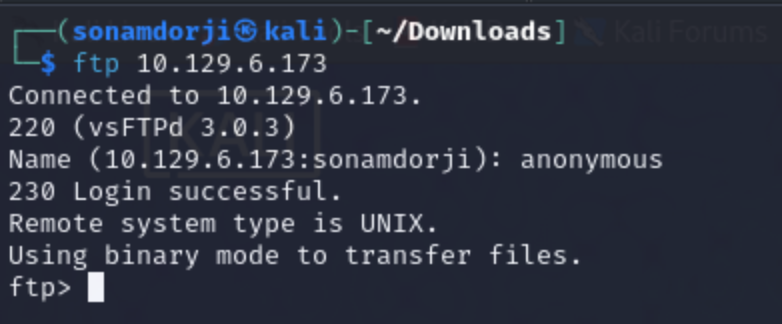 ┌──(sonamdorji㉿kali)-[~/Downloads]
└─$ ftp 10.129.6.173
Connected to 10.129.6.173.
220 (vsFTPd 3.0.3)
Name (10.129.6.173:sonamdorji): anonymous
230 Login successful.
Remote system type is UNIX.
Using binary mode to transfer files.
ftp>
Kali Forums
KALI